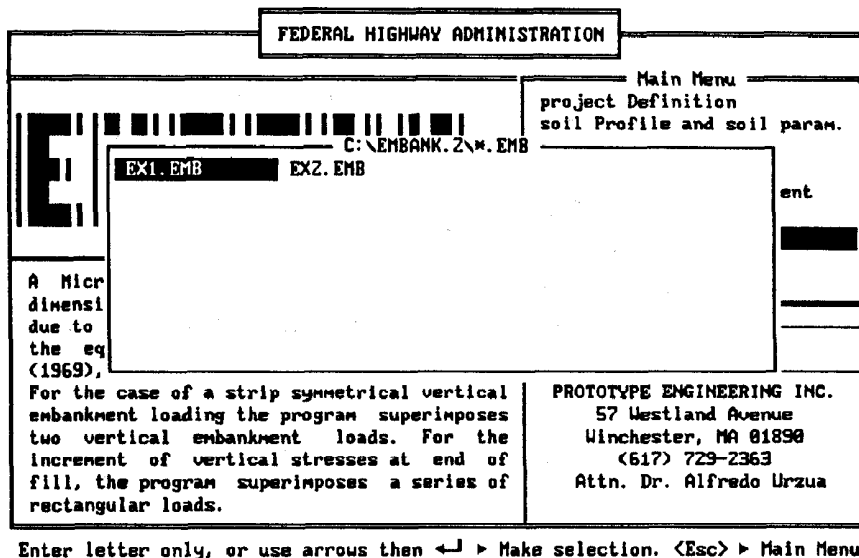 FEDERAL HIGHWAY ADMINISTRATION
Main Menu
project Definition
soil Profile and soil param.
C:\EMBANK.2\*.EMB
EX1.EMB EX2.EMB
ent
E
A Micr
dimensi
due to
the eq
(1969),
For the case of a strip symmetrical vertical
embankment loading the program superimposes
two vertical embankment loads. For the
increment of vertical stresses at end of
fill, the program superimposes a series of
rectangular loads.
PROTOTYPE ENGINEERING INC.
57 Westland Avenue
Winchester, MA 01890
(617) 729-2363
Attn. Dr. Alfredo Urzua
Enter letter only, or use arrows then ◄─┘ ► Make selection. <Esc> ► Main Menu